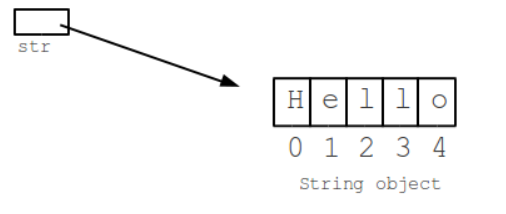 str
H e l l o
0 1 2 3 4
String object